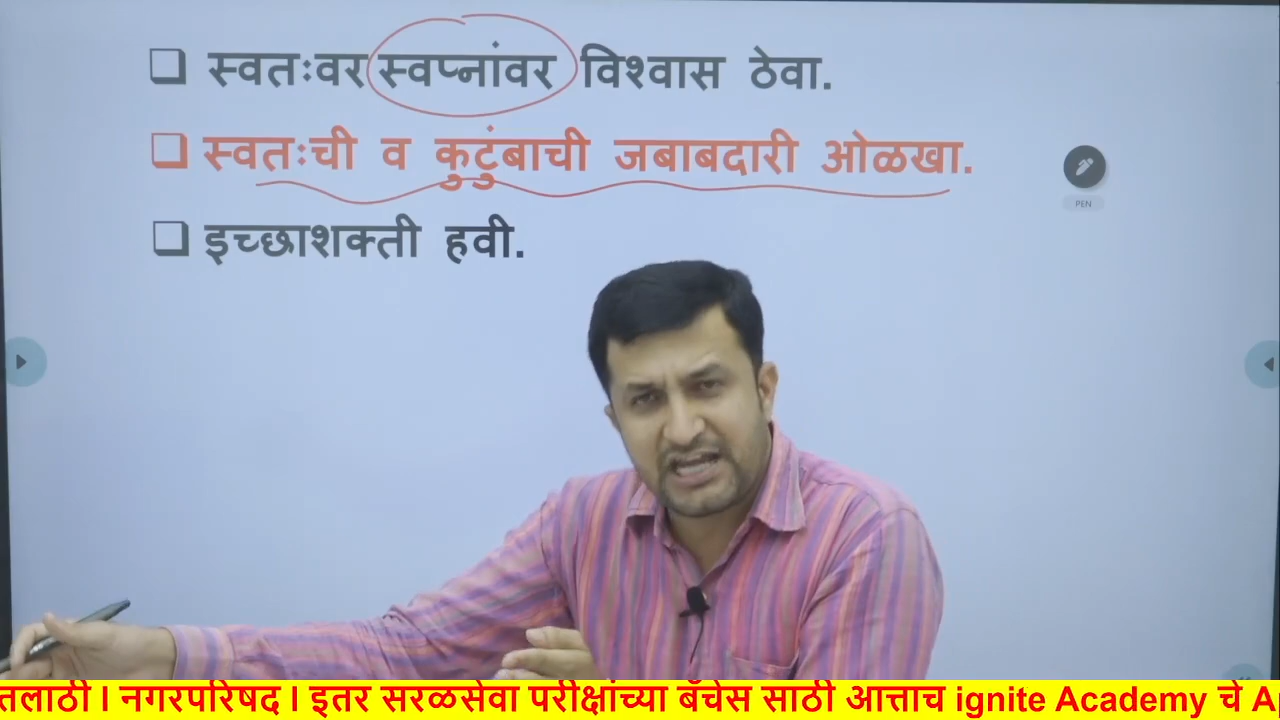 ❑ स्वतःवर स्वप्नांवर विश्वास ठेवा.
❑ स्वतःची व कुटुंबाची जबाबदारी ओळखा.
PEN
❑ इच्छाशक्ती हवी.
तलाठी । नगरपरिषद । इतर सरळसेवा परीक्षांच्या बॅचेस साठी आत्ताच ignite Academy चे A